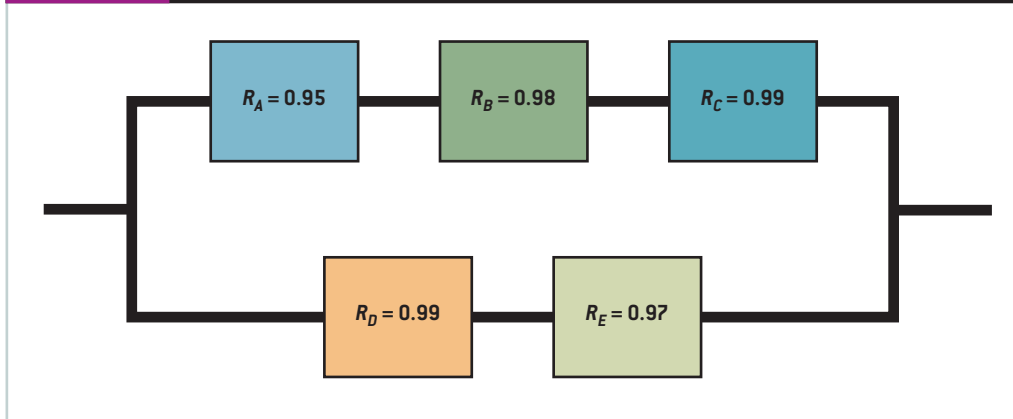 R_A = 0.95
R_B = 0.98
R_C = 0.99
R_D = 0.99
R_E = 0.97